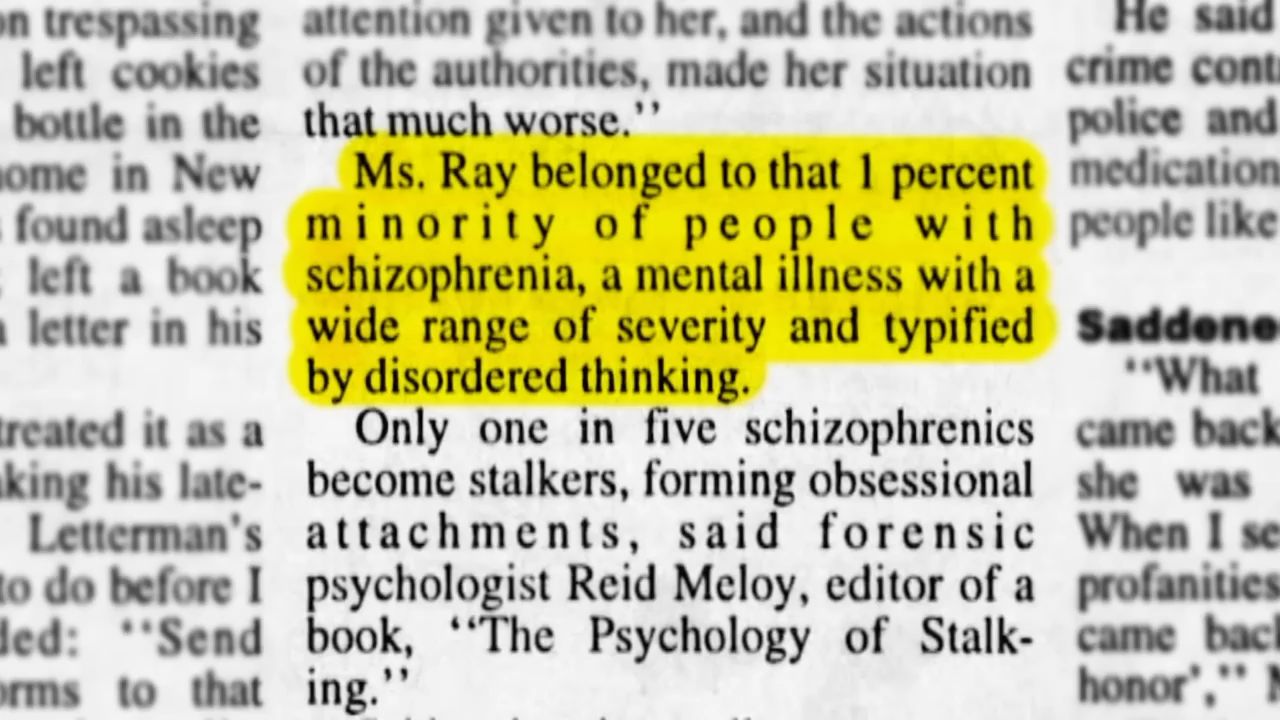 on trespassing
left cookies
bottle in the
home in New
found asleep
left a book
letter in his
treated it as a
his late-
Letterman's
to do before I
"Send
to that
attention given to her, and the actions
of the authorities, made her situation
that much worse."
Ms. Ray belonged to that 1 percent
minority of people with
schizophrenia, a mental illness with a
wide range of severity and typified
by disordered thinking.
Only one in five schizophrenics
become stalkers, forming obsessional
attachments, said forensic
psychologist Reid Meloy, editor of a
book, "The Psychology of Stalk-
ing."
He said
crime
police and
medication
people like
"What
came back
she was
When I
profanities
came
honor',"